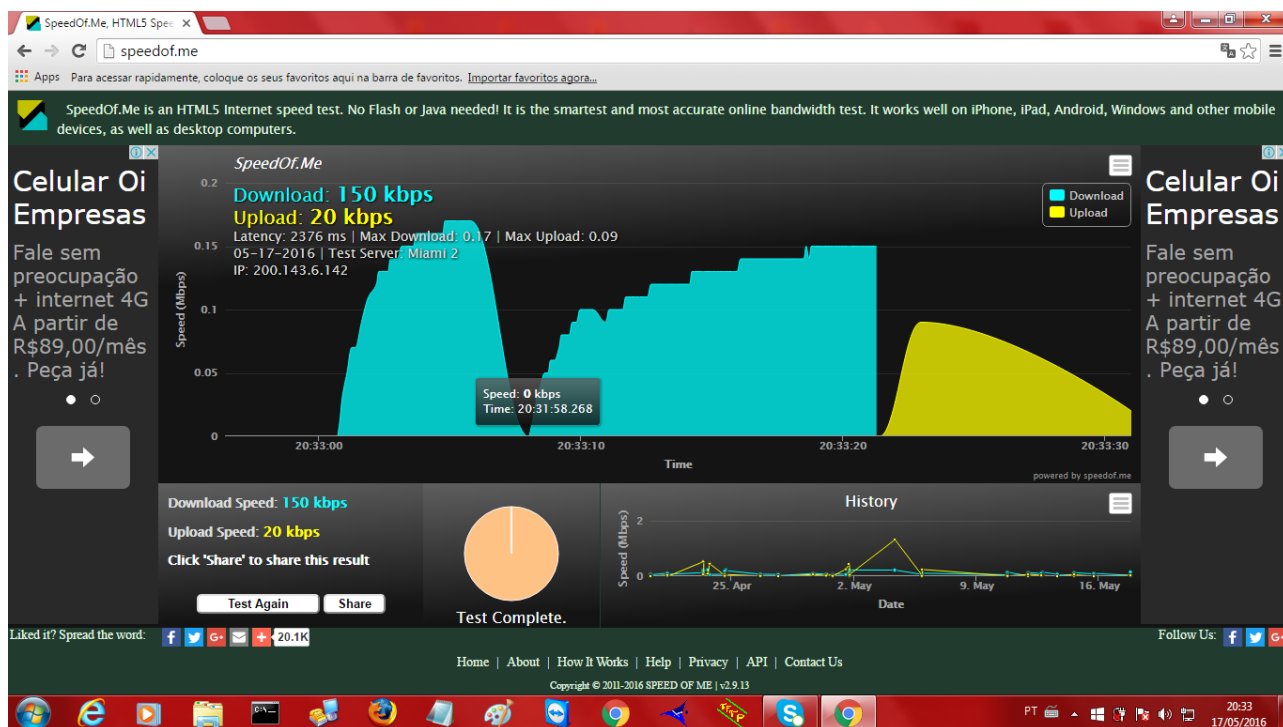 SpeedOf.Me, HTML5 Spee
speedof.me
Apps Para acessar rapidamente, coloque os seus favoritos aqui na barra de favoritos. Importar favoritos agora...
SpeedOf.Me is an HTML5 Internet speed test. No Flash or Java needed! It is the smartest and most accurate online bandwidth test. It works well on iPhone, iPad, Android, Windows and other mobile
devices, as well as desktop computers.
Celular Oi
Empresas
Fale sem
preocupação
+ internet 4G
A partir de
R$89,00/mês
. Peça já!
SpeedOf.Me
Download: 150 kbps
Upload: 20 kbps
Latency: 2376 ms | Max Download: 0.17 | Max Upload: 0.09
05-17-2016 | Test Server: Miami 2
IP: 200.143.6.142
Download
Upload
0.2
0.15
0.1
0.05
0
Speed (Mbps)
Speed: 0 kbps
Time: 20:31:58.268
20:33:00 20:33:10 20:33:20 20:33:30
Time
powered by speedof.me
Celular Oi
Empresas
Fale sem
preocupação
+ internet 4G
A partir de
R$89,00/mês
. Peça já!
Download Speed: 150 kbps
Upload Speed: 20 kbps
Click 'Share' to share this result
Test Again Share
Test Complete.
History
Speed (Mbps)
2
0
25. Apr 2. May 9. May 16. May
Date
Liked it? Spread the word: 20.1K
Follow Us:
Home | About | How It Works | Help | Privacy | API | Contact Us
Copyright © 2011-2016 SPEED OF ME | v2.9.13
PT
20:33
17/05/2016